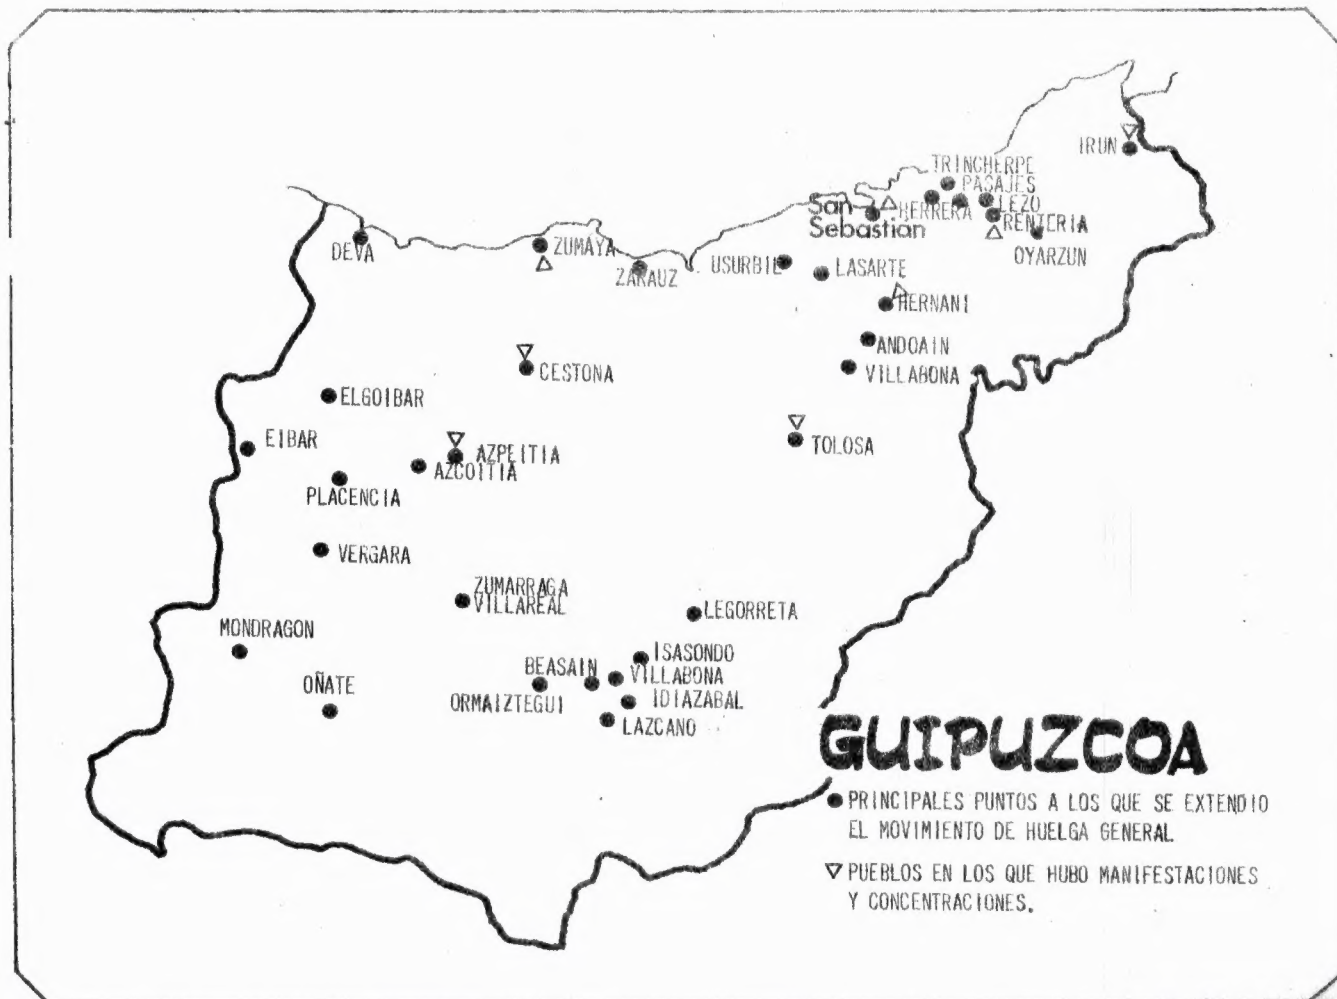 IRUN
TRINCHERPE
PASAJES
LEZO
San
Sebastian
HERRERA
RENTERIA
OYARZUN
DEVA
ZUMAYA
ZARAUZ
USURBIL
LASARTE
HERNANI
ANDOAIN
VILLABONA
CESTONA
ELGOIBAR
EIBAR
AZPEITIA
AZCOITIA
TOLOSA
PLACENCIA
VERGARA
ZUMARRAGA
VILLAREAL
LEGORRETA
MONDRAGON
ISASONDO
BEASAIN
VILLABONA
OÑATE
ORMAIZTEGUI
IDIAZABAL
LAZCANO
GUIPUZCOA
PRINCIPALES PUNTOS A LOS QUE SE EXTENDIO
EL MOVIMIENTO DE HUELGA GENERAL
PUEBLOS EN LOS QUE HUBO MANIFESTACIONES
Y CONCENTRACIONES.